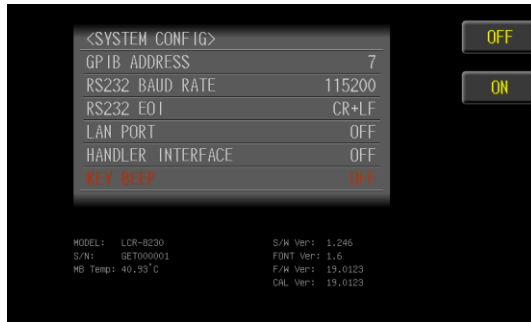 <SYSTEM CONFIG>
GPIB ADDRESS 7
RS232 BAUD RATE 115200
RS232 EOI CR+LF
LAN PORT OFF
HANDLER INTERFACE OFF
KEY BEEP OFF
OFF
ON
MODEL: LCR-8230
S/N: GET000001
MB Temp: 40.93°C
S/W Ver: 1.246
FONT Ver: 1.6
F/W Ver: 19.0123
CAL Ver: 19.0123